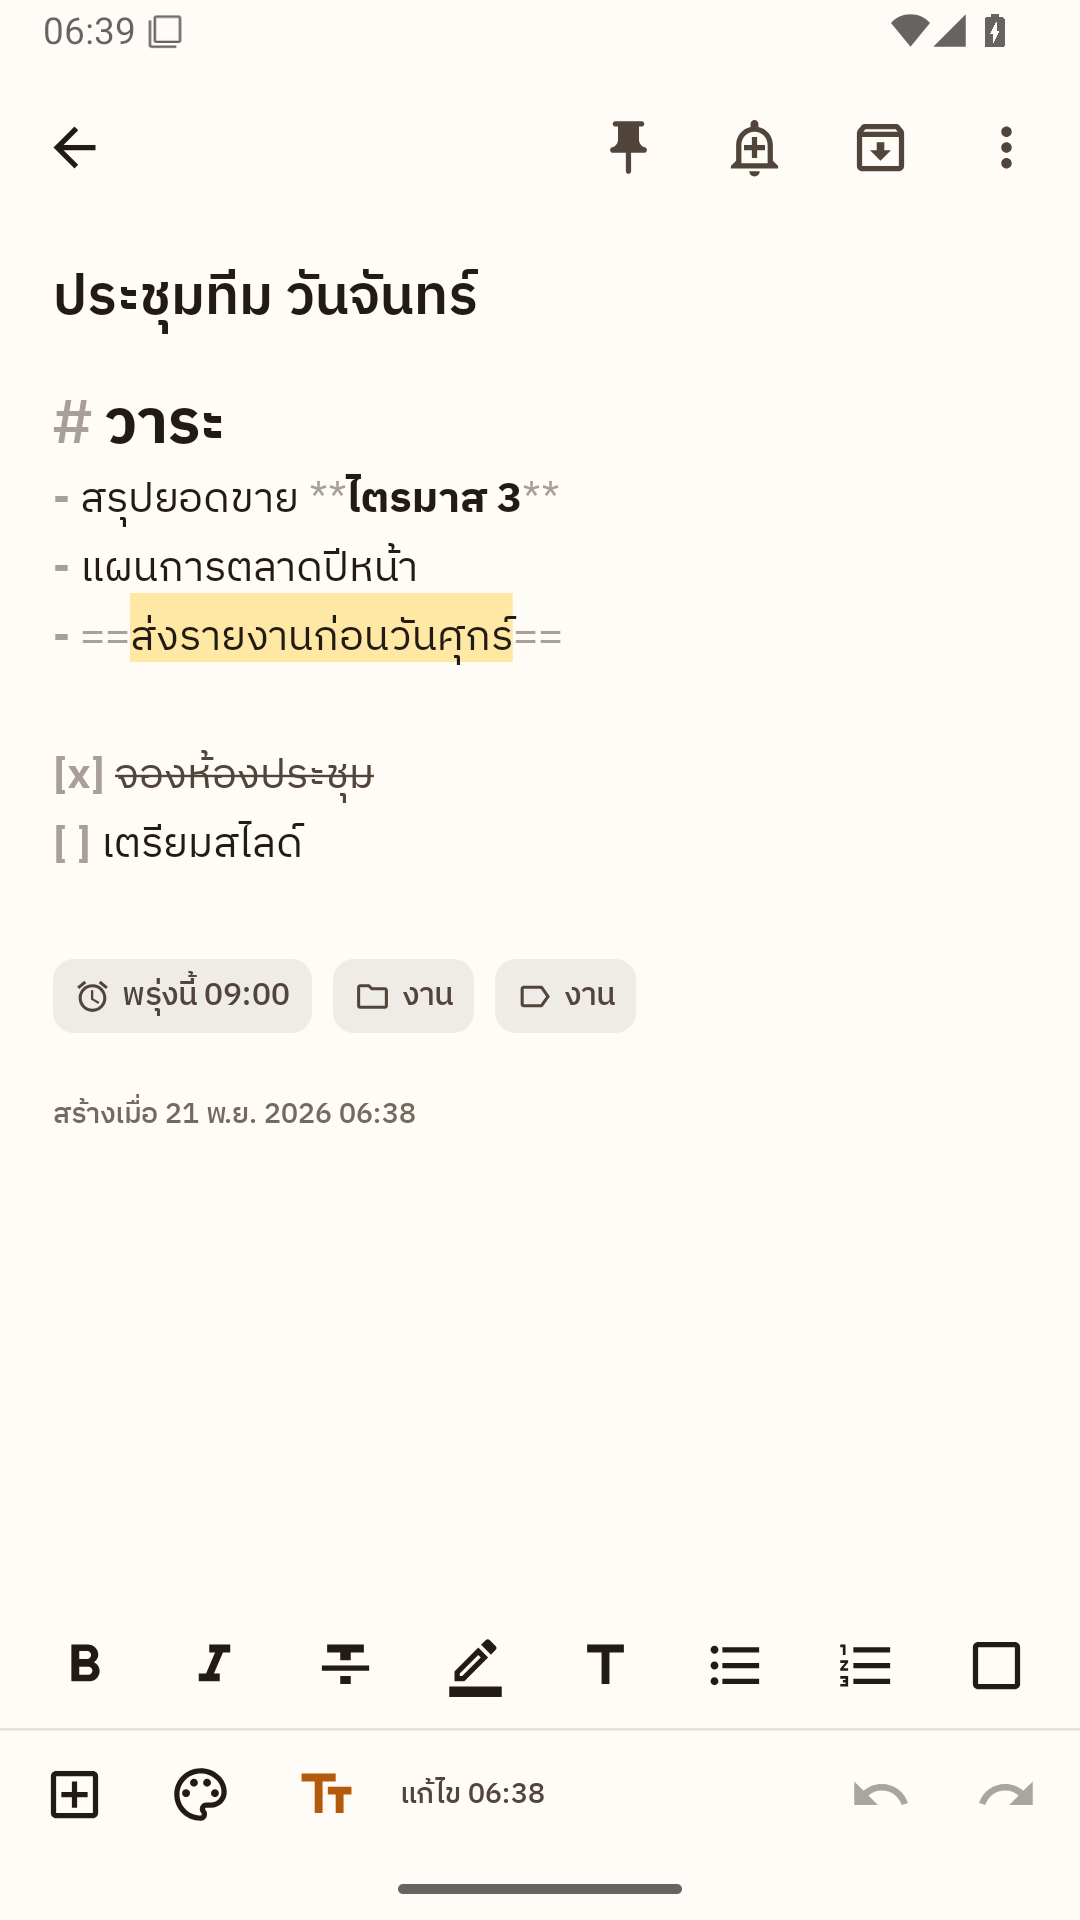 06:39
ประชุมทีม วันจันทร์
# วาระ
- สรุปยอดขาย **ไตรมาส 3**
- แผนการตลาดปีหน้า
- ==ส่งรายงานก่อนวันศุกร์==
[x] จองห้องประชุม
[ ] เตรียมสไลด์
พรุ่งนี้ 09:00 งาน งาน
สร้างเมื่อ 21 พ.ย. 2026 06:38
แก้ไข 06:38